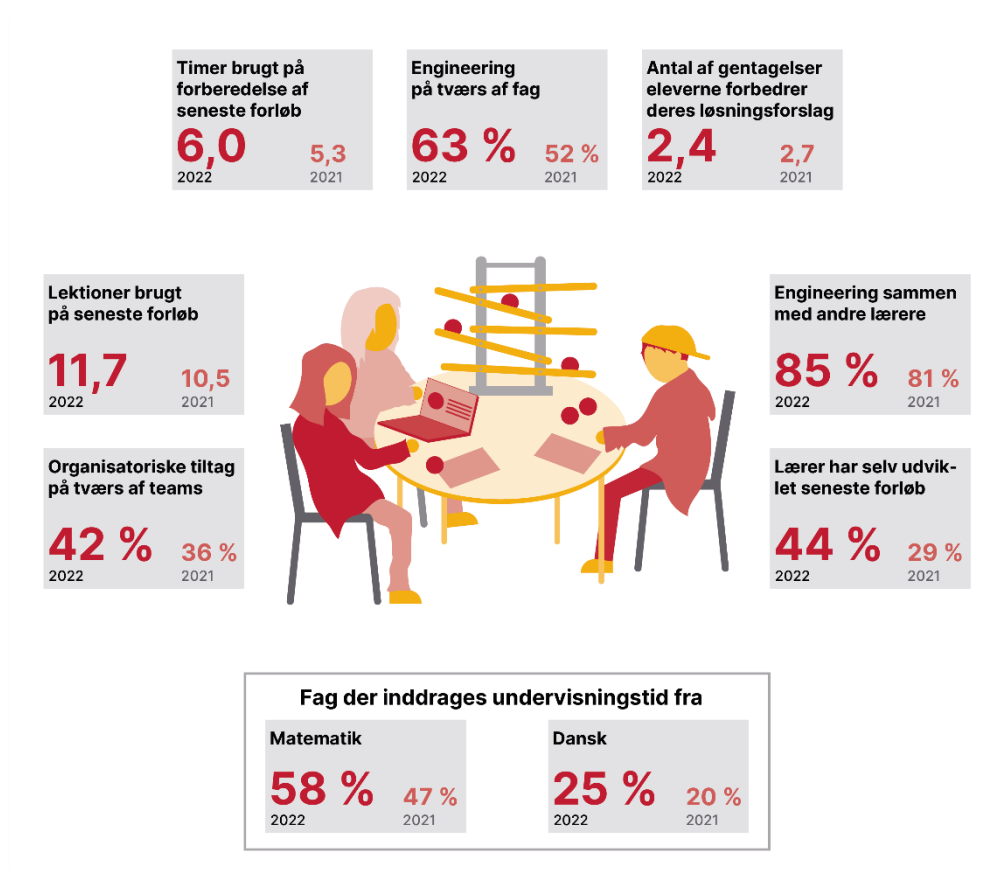 Timer brugt på
forberedelse af
seneste forløb
6,0
5,3
2022
2021
Engineering
på tværs af fag
63 %
52 %
2022
2021
Antal af gentagelser
eleverne forbedrer
deres løsningsforslag
2,4
2,7
2022
2021
Lektioner brugt
på seneste forløb
11,7
10,5
2022
2021
Engineering sammen
med andre lærere
85 %
81 %
2022
2021
Organisatoriske tiltag
på tværs af teams
42 %
36 %
2022
2021
Lærer har selv udvik-
let seneste forløb
44 %
29 %
2022
2021
Fag der inddrages undervisningstid fra
Matematik
58 %
47 %
2022
2021
Dansk
25 %
20 %
2022
2021